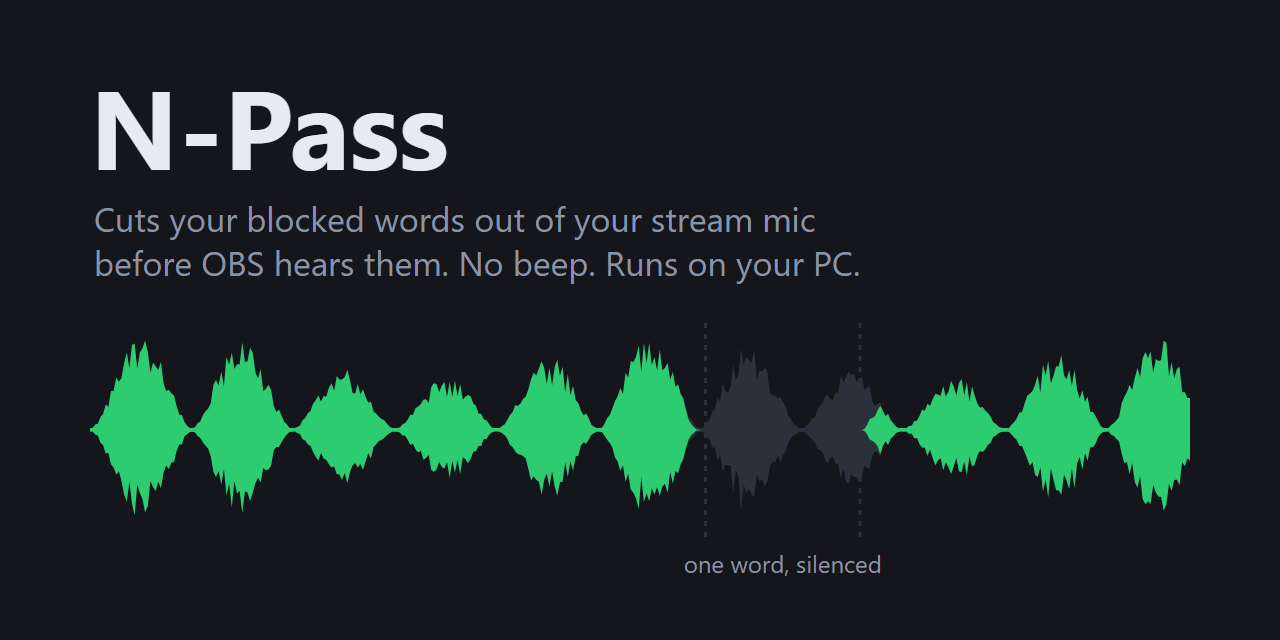 N-Pass
Cuts your blocked words out of your stream mic
before OBS hears them. No beep. Runs on your PC.
one word, silenced